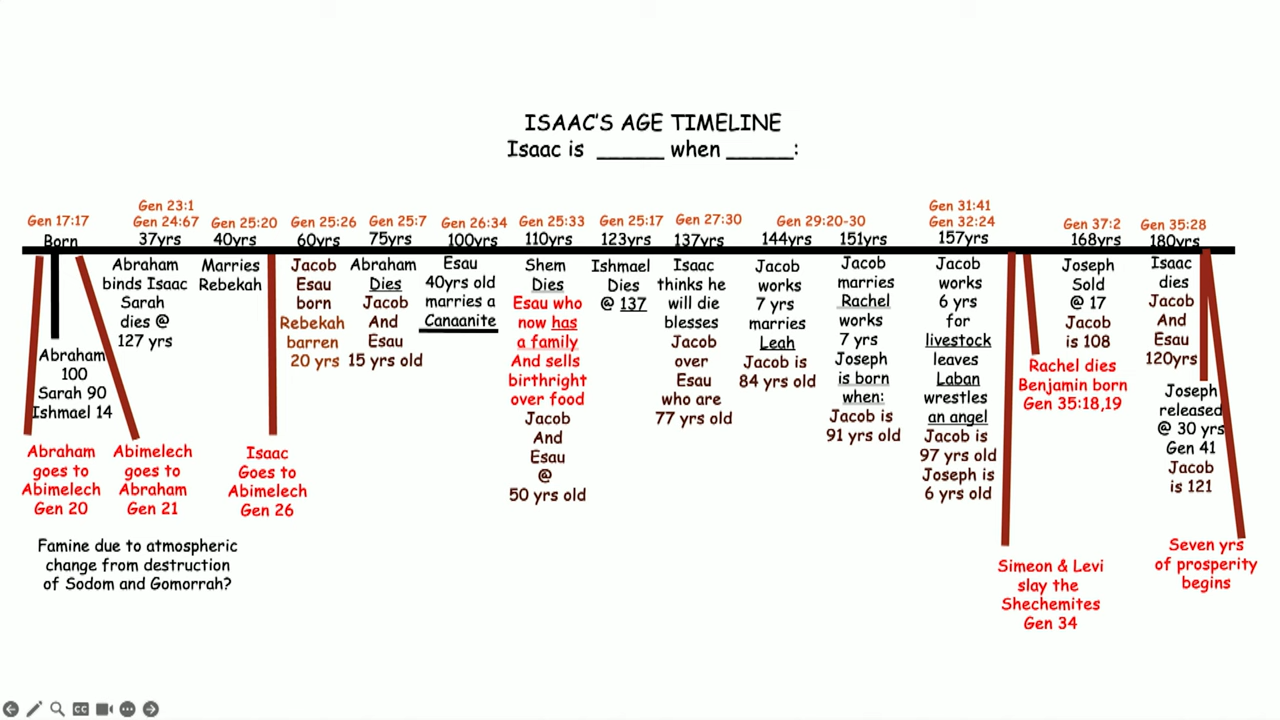 ISAAC'S AGE TIMELINE
Isaac is _____ when _____:
Gen 17:17
Born
Abraham
100
Sarah 90
Ishmael 14
Abraham
goes to
Abimelech
Gen 20
Abimelech
goes to
Abraham
Gen 21
Famine due to atmospheric
change from destruction
of Sodom and Gomorrah?
Gen 23:1
Gen 24:67
37yrs
Abraham
binds Isaac
Sarah
dies @
127 yrs
Gen 25:20
40yrs
Marries
Rebekah
Isaac
Goes to
Abimelech
Gen 26
Gen 25:26
60yrs
Jacob
Esau
born
Rebekah
barren
20 yrs
Gen 25:7
75yrs
Abraham
Dies
Jacob
And
Esau
15 yrs old
Gen 26:34
100yrs
Esau
40yrs old
marries a
Canaanite
Gen 25:33
110yrs
Shem
Dies
Esau who
now has
a family
And sells
birthright
over food
Jacob
And
Esau
@
50 yrs old
Gen 25:17
123yrs
Ishmael
Dies
@ 137
Gen 27:30
137yrs
Isaac
thinks he
will die
blesses
Jacob
over
Esau
who are
77 yrs old
Gen 29:20-30
144yrs
Jacob
works
7 yrs
marries
Leah
Jacob is
84 yrs old
151yrs
Jacob
marries
Rachel
works
7 yrs
Joseph
is born
when:
Jacob is
91 yrs old
Gen 31:41
Gen 32:24
157yrs
Jacob
works
6 yrs
for
livestock
leaves
Laban
wrestles
an angel
Jacob is
97 yrs old
Joseph is
6 yrs old
Simeon & Levi
slay the
Shechemites
Gen 34
Rachel dies
Benjamin born
Gen 35:18,19
Gen 37:2
168yrs
Joseph
Sold
@ 17
Jacob
is 108
Gen 35:28
180yrs
Isaac
dies
Jacob
And
Esau
120yrs
Joseph
released
@ 30 yrs
Gen 41
Jacob
is 121
Seven yrs
of prosperity
begins
CC